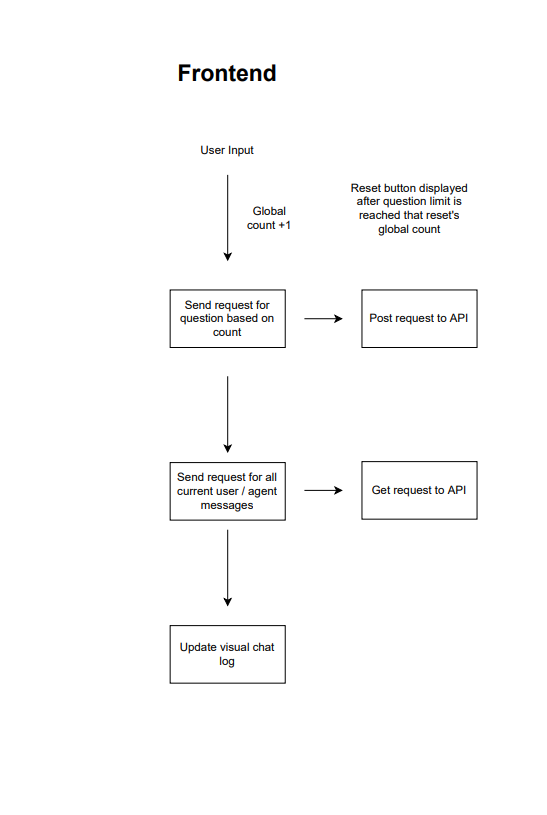 Frontend
User Input
Reset button displayed
after question limit is
reached that reset's
global count
Global
count +1
Send request for
question based on
count
Post request to API
Send request for all
current user / agent
messages
Get request to API
Update visual chat
log